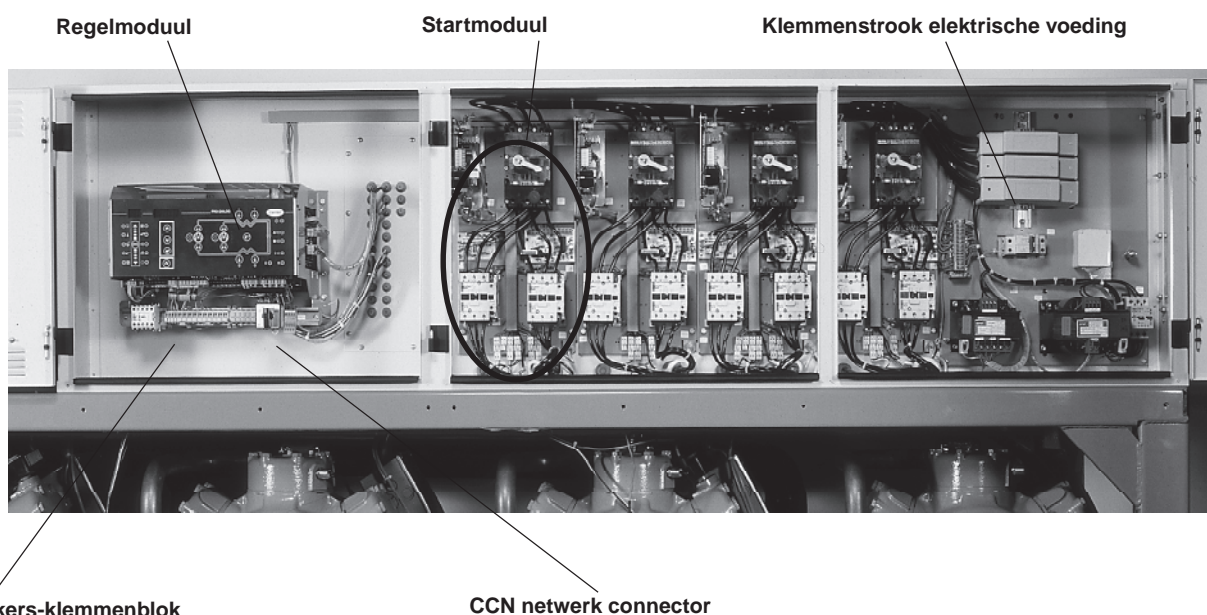 Regelmoduul
Startmoduul
Klemmenstrook elektrische voeding
kers-klemmenblok
CCN netwerk connector